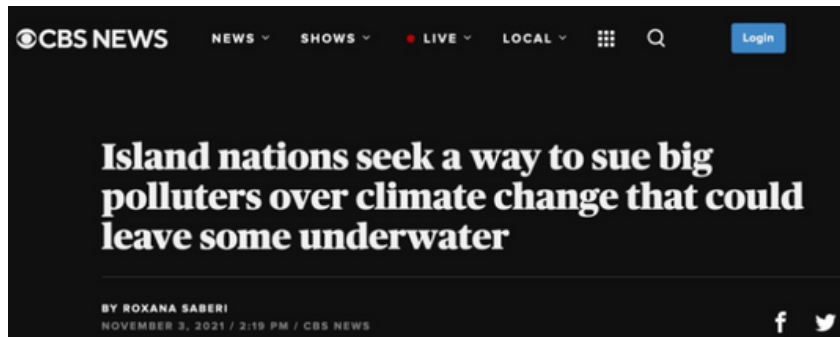 CBS NEWS NEWS SHOWS LIVE LOCAL Login
Island nations seek a way to sue big
polluters over climate change that could
leave some underwater
BY ROXANA SABERI
NOVEMBER 3, 2021 / 2:19 PM / CBS NEWS